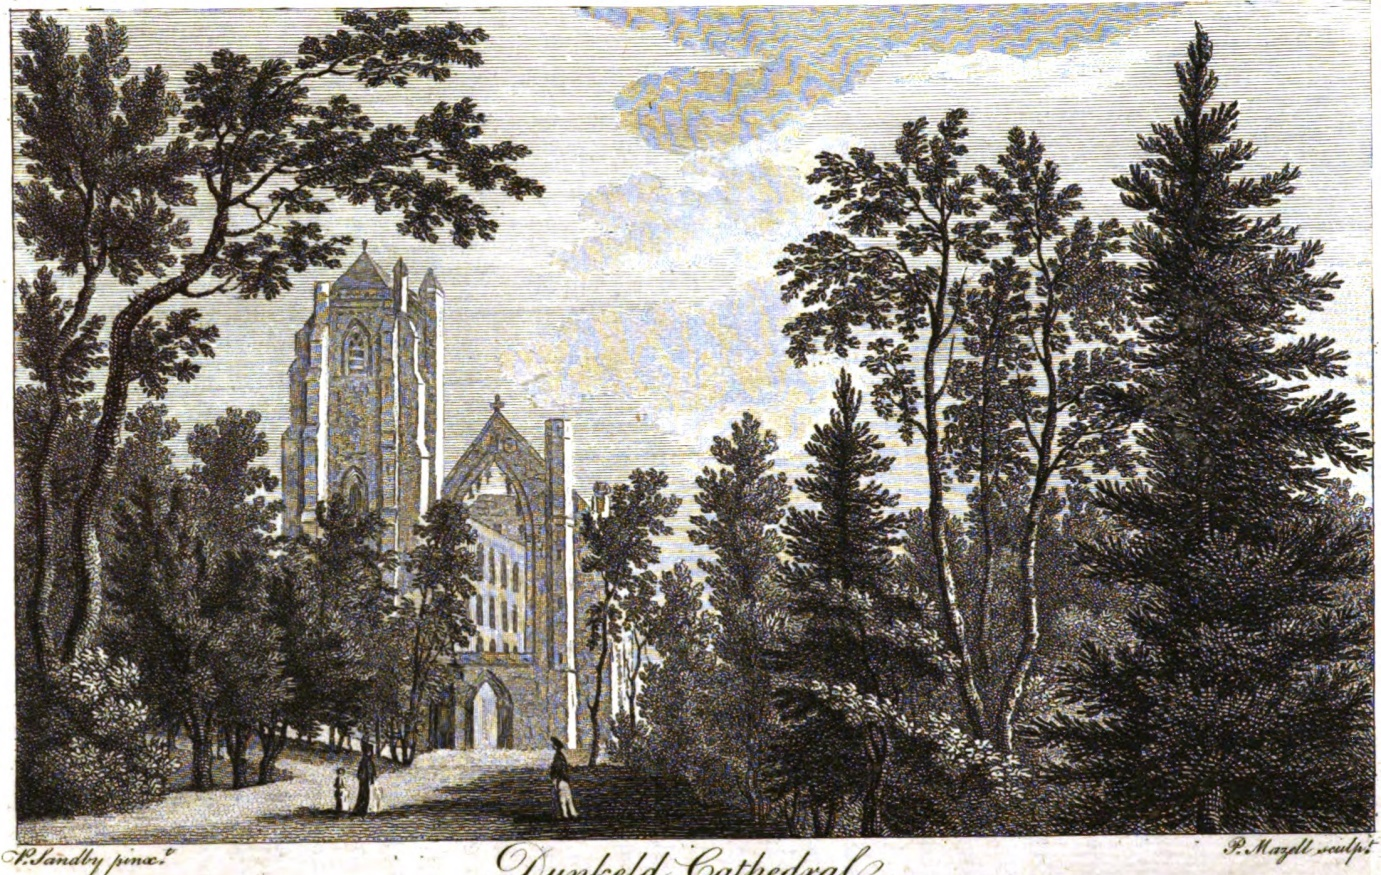 P. Sandby pinx.t
Dunkeld Cathedral
P. Mazell sculp.t